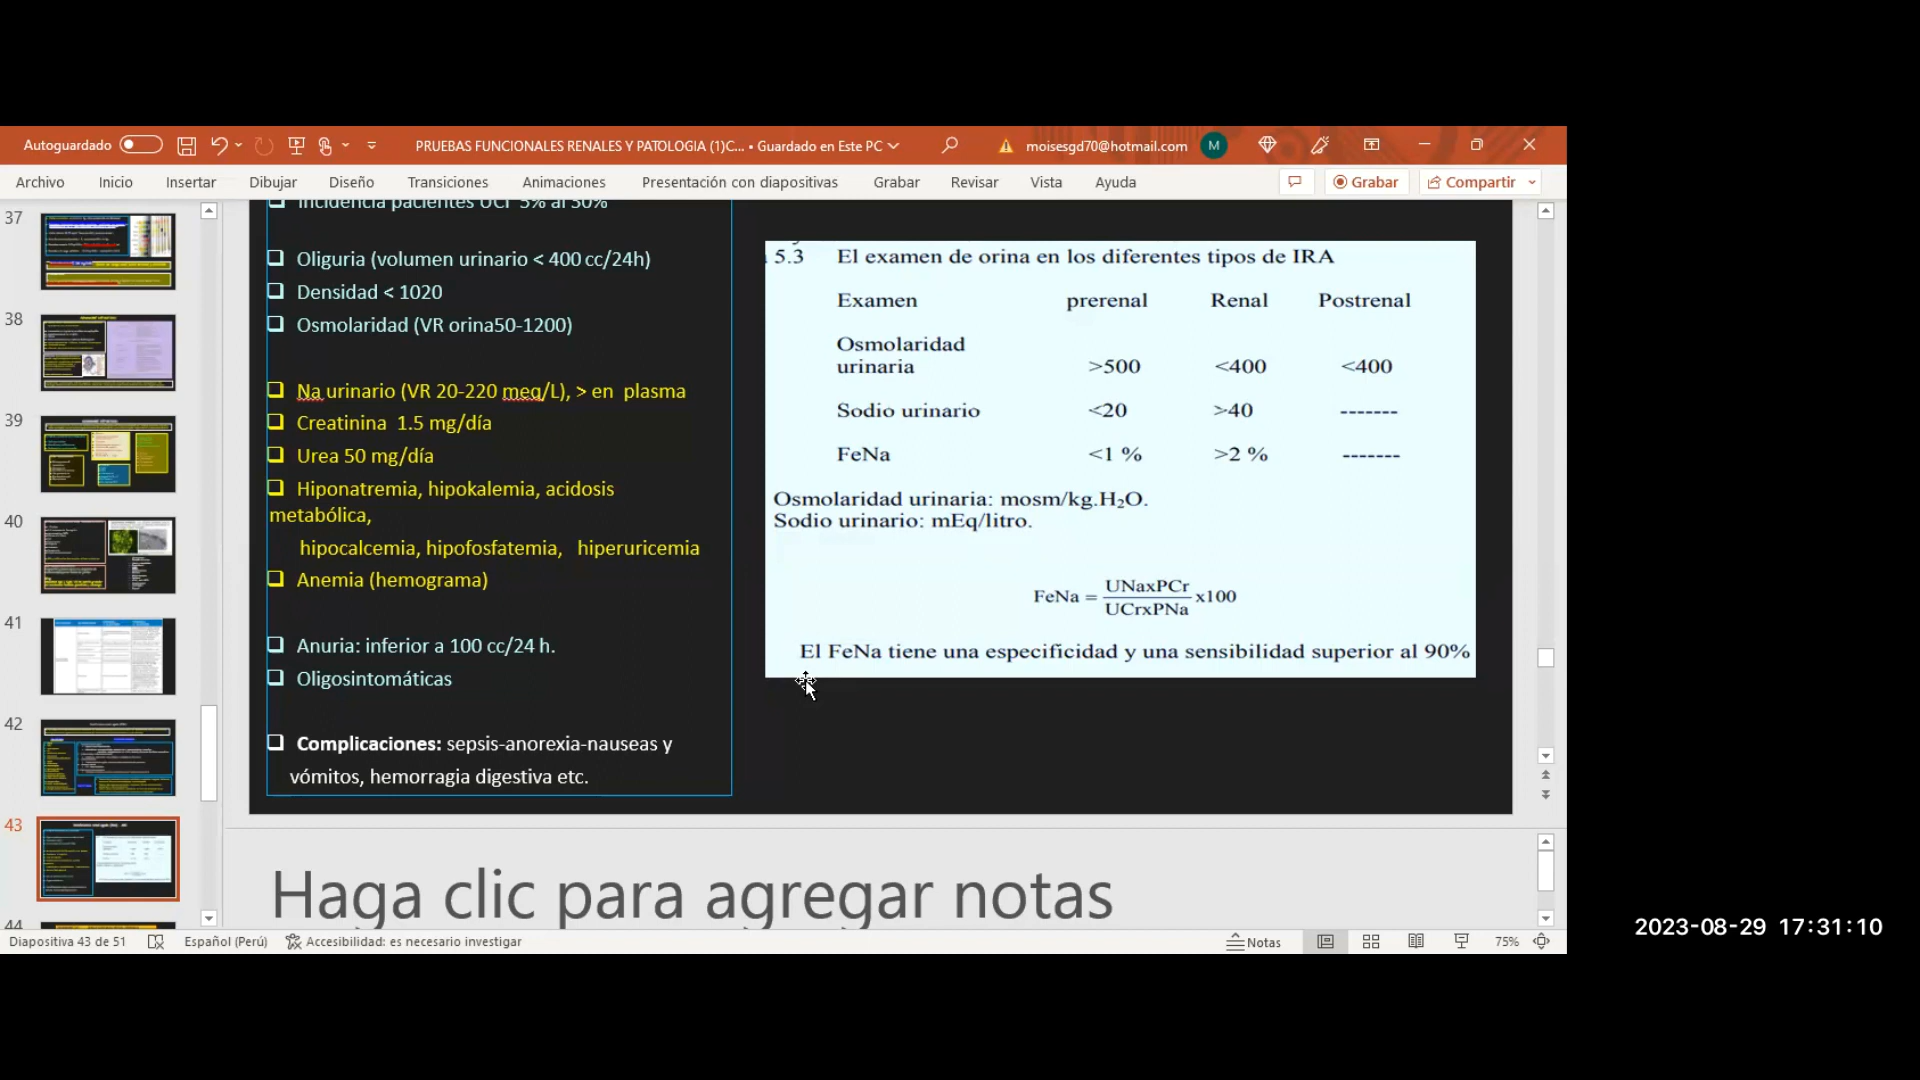 Autoguardado
PRUEBAS FUNCIONALES RENALES Y PATOLOGIA (1)C... • Guardado en Este PC
moisesgd70@hotmail.com
M
Archivo Inicio Insertar Dibujar Diseño Transiciones Animaciones Presentación con diapositivas Grabar Revisar Vista Ayuda
Grabar
Compartir
37
38
39
40
41
42
43
44
Incidencia pacientes UCI 5% al 30%
Oliguria (volumen urinario < 400 cc/24h)
Densidad < 1020
Osmolaridad (VR orina50-1200)
Na urinario (VR 20-220 meq/L), > en plasma
Creatinina 1.5 mg/día
Urea 50 mg/día
Hiponatremia, hipokalemia, acidosis
metabólica,
hipocalcemia, hipofosfatemia, hiperuricemia
Anemia (hemograma)
Anuria: inferior a 100 cc/24 h.
Oligosintomáticas
Complicaciones: sepsis-anorexia-nauseas y
vómitos, hemorragia digestiva etc.
5.3 El examen de orina en los diferentes tipos de IRA
Examen prerenal Renal Postrenal
Osmolaridad
urinaria >500 <400 <400
Sodio urinario <20 >40 -------
FeNa <1 % >2 % -------
Osmolaridad urinaria: mosm/kg.H₂O.
Sodio urinario: mEq/litro.
FeNa = UNaxPCr
UCrxPNa x100
El FeNa tiene una especificidad y una sensibilidad superior al 90%
Haga clic para agregar notas
Diapositiva 43 de 51
Español (Perú)
Accesibilidad: es necesario investigar
Notas
75%
2023-08-29 17:31:10